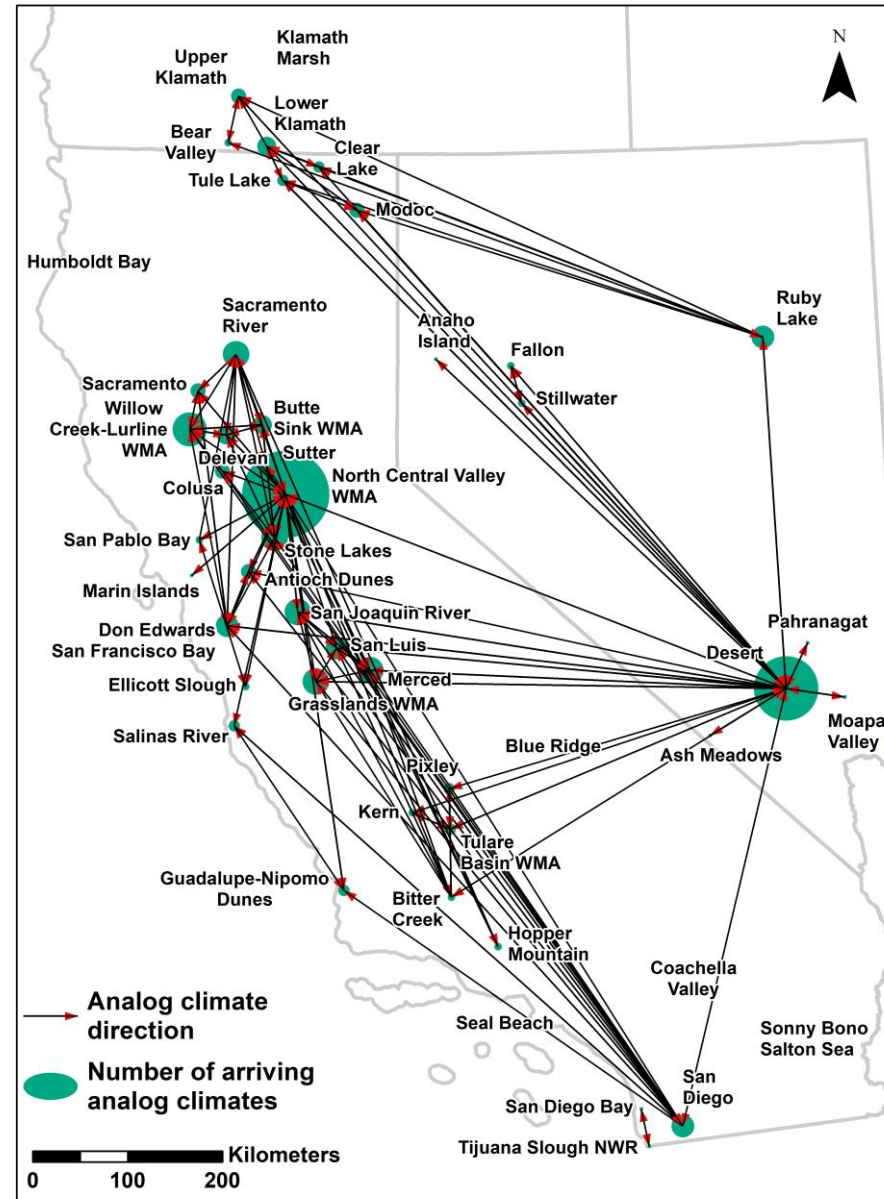 Klamath
Marsh
Upper
Klamath
N
Lower
Klamath
Bear
Valley
Clear
Lake
Tule Lake
Modoc
Humboldt Bay
Sacramento
River
Ruby
Lake
Anaho
Island
Fallon
Stillwater
Sacramento
Willow
Creek-Lurline
WMA
Butte
Sink WMA
Delevan
Sutter
North Central Valley
WMA
Colusa
San Pablo Bay
Stone Lakes
Marin Islands
Antioch Dunes
San Joaquin River
Don Edwards
San Francisco Bay
San Luis
Pahranagat
Desert
Ellicott Slough
Merced
Grasslands WMA
Moapa
Valley
Salinas River
Blue Ridge
Ash Meadows
Pixley
Kern
Tulare
Basin WMA
Guadalupe-Nipomo
Dunes
Bitter
Creek
Hopper
Mountain
Coachella
Valley
Analog climate
direction
Seal Beach
Sonny Bono
Salton Sea
Number of arriving
analog climates
San
Diego
San Diego Bay
Tijuana Slough NWR
Kilometers
0 100 200